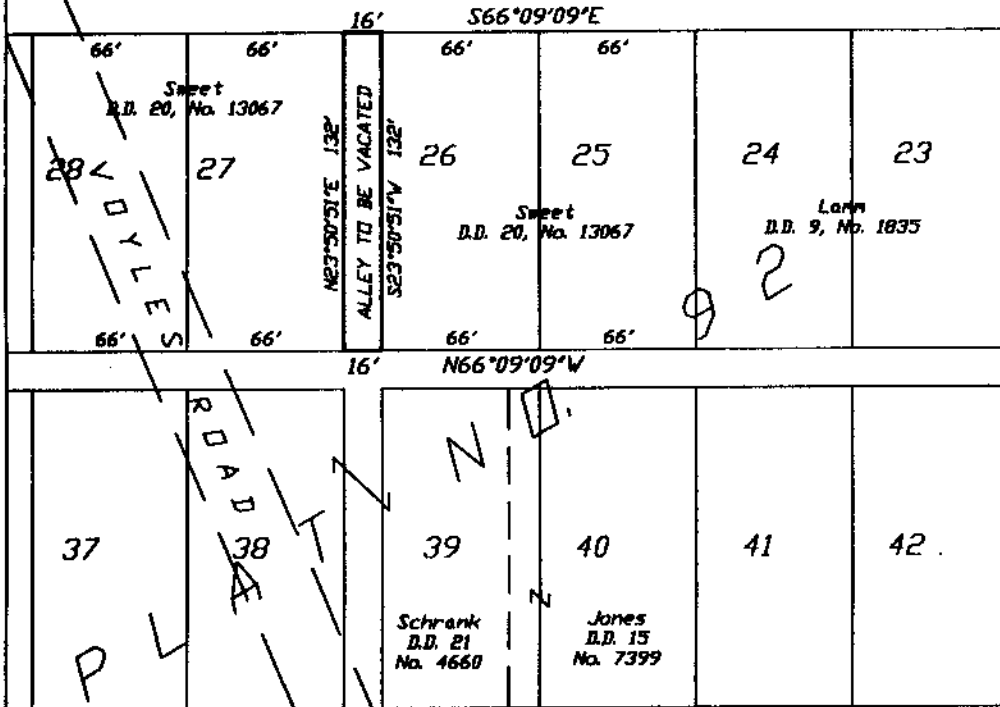 16' S66°09'09"E
66' 66' 66' 66'
Sweet
D.D. 20, No. 13067
N23°50'51"E 132'
ALLEY TO BE VACATED
S23°50'51"W 132'
28 27 26 25 24 23
Sweet
D.D. 20, No. 13067
Lamm
D.D. 9, No. 1835
VOYLES
ROAD
66' 66' 66' 66'
16' N66°09'09"W
37 38 39 40 41 42
Schrank
D.D. 21
No. 4660
Jones
D.D. 15
No. 7399
PLAT
NO.
92